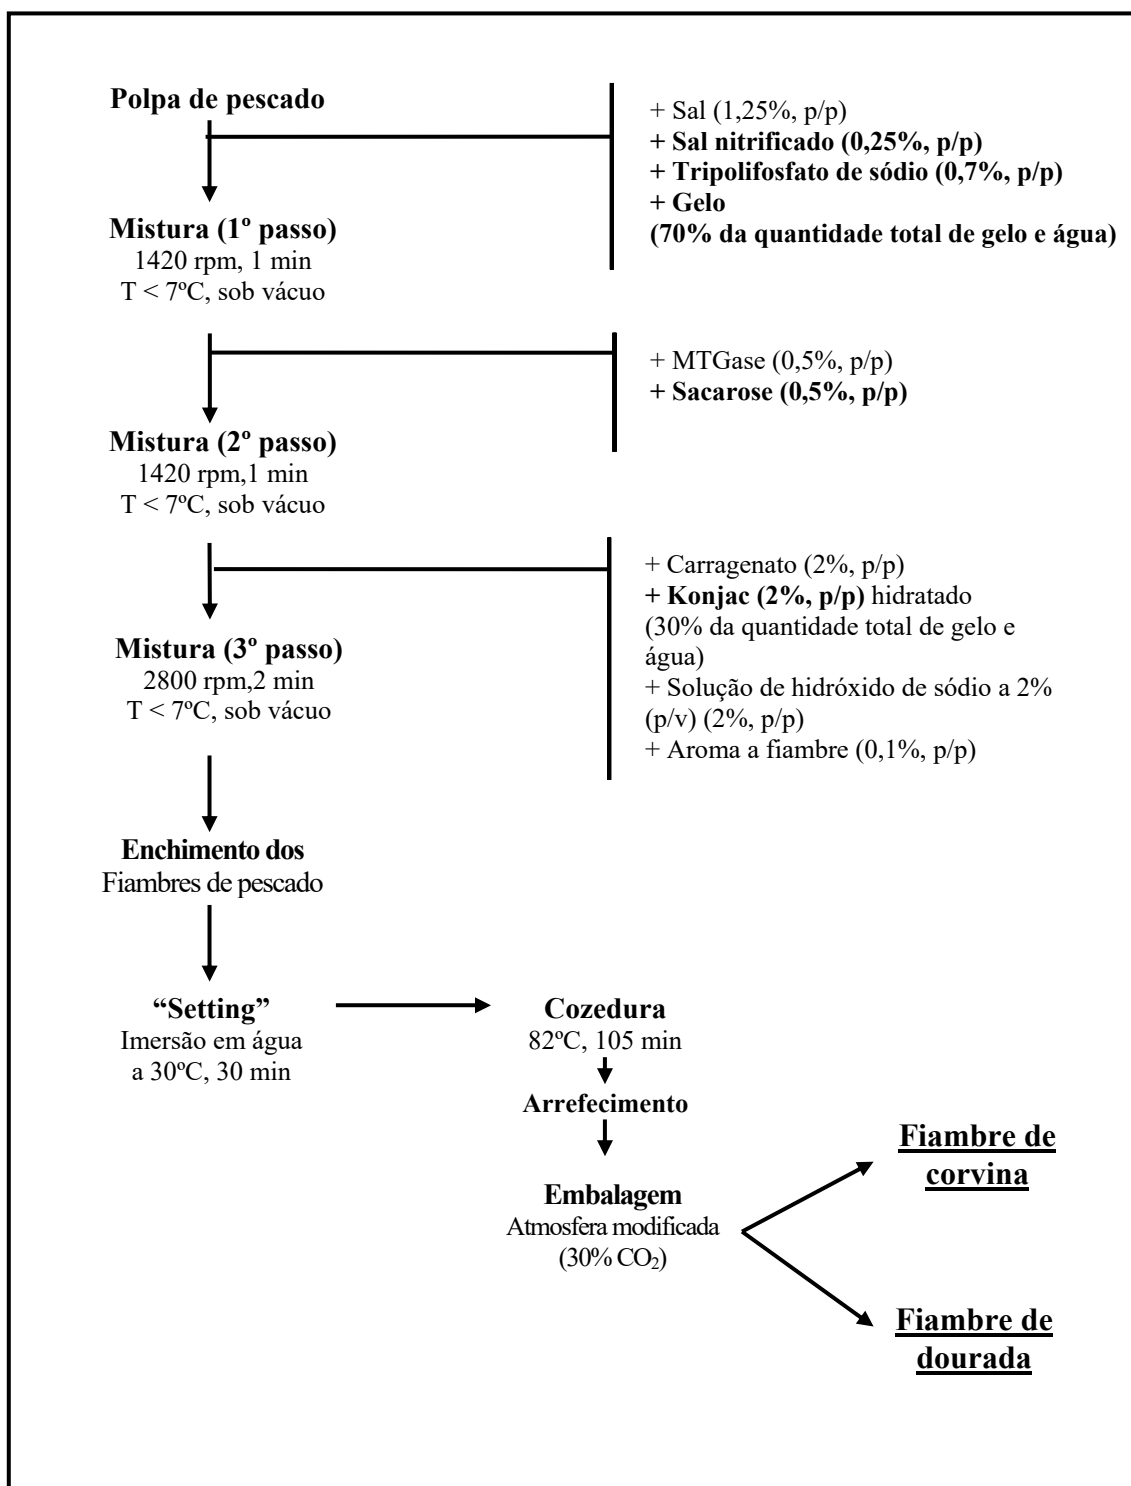 Polpa de pescado
+ Sal (1,25%, p/p)
+ Sal nitrificado (0,25%, p/p)
+ Tripolifosfato de sódio (0,7%, p/p)
+ Gelo
(70% da quantidade total de gelo e água)
Mistura (1º passo)
1420 rpm, 1 min
T < 7ºC, sob vácuo
+ MTGase (0,5%, p/p)
+ Sacarose (0,5%, p/p)
Mistura (2º passo)
1420 rpm,1 min
T < 7ºC, sob vácuo
+ Carragenato (2%, p/p)
+ Konjac (2%, p/p) hidratado
(30% da quantidade total de gelo e
água)
+ Solução de hidróxido de sódio a 2%
(p/v) (2%, p/p)
+ Aroma a fiambre (0,1%, p/p)
Mistura (3º passo)
2800 rpm,2 min
T < 7ºC, sob vácuo
Enchimento dos
Fiambres de pescado
“Setting”
Imersão em água
a 30ºC, 30 min
Cozedura
82ºC, 105 min
Arrefecimento
Embalagem
Atmosfera modificada
(30% CO₂)
Fiambre de
corvina
Fiambre de
dourada